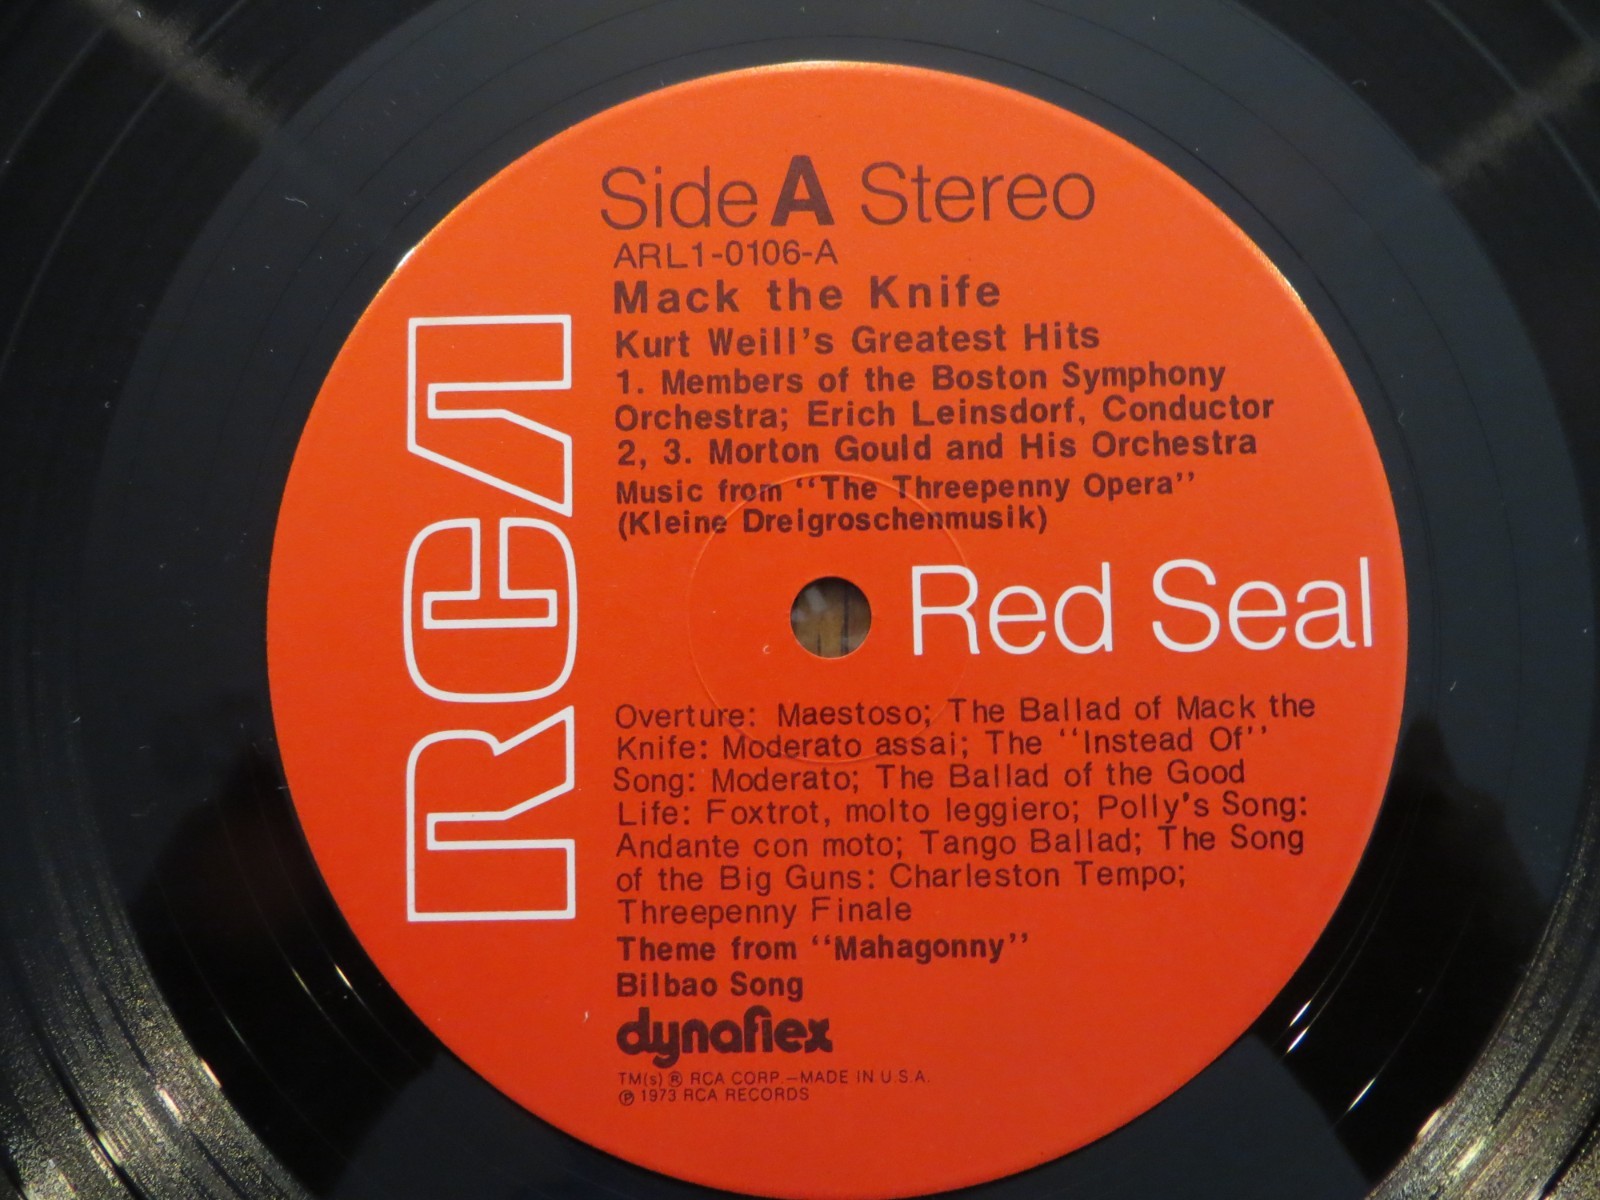 Side A Stereo
ARL1-0106-A
Mack the Knife
Kurt Weill's Greatest Hits
1. Members of the Boston Symphony
Orchestra; Erich Leinsdorf, Conductor
2, 3. Morton Gould and His Orchestra
Music from "The Threepenny Opera"
(Kleine Dreigroschenmusik)
RCA
Red Seal
Overture: Maestoso; The Ballad of Mack the
Knife: Moderato assai; The "Instead Of"
Song: Moderato; The Ballad of the Good
Life: Foxtrot, molto leggiero; Polly's Song:
Andante con moto; Tango Ballad; The Song
of the Big Guns: Charleston Tempo;
Threepenny Finale
Theme from "Mahagonny"
Bilbao Song
dynaflex
TM(s) ® RCA CORP.—MADE IN U.S.A.
℗ 1973 RCA RECORDS